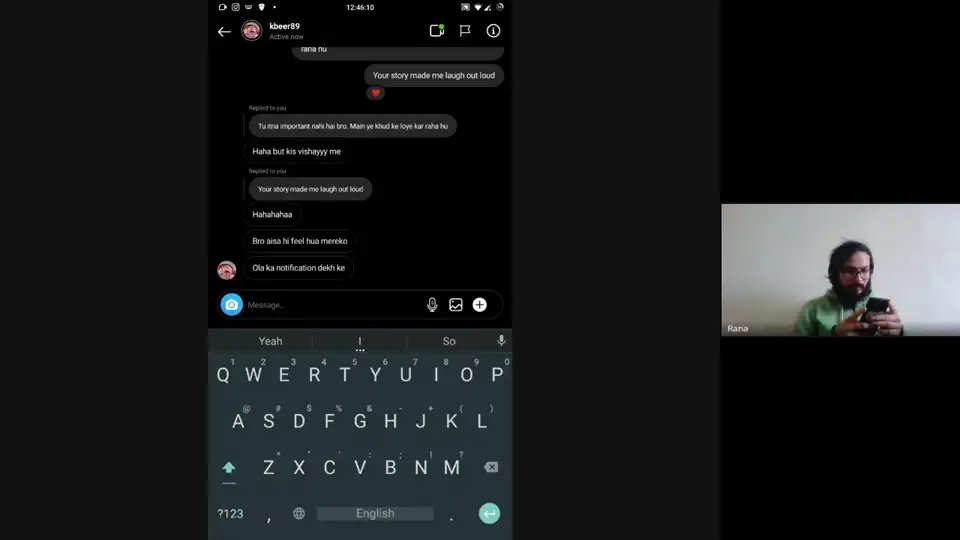 12:46:10
kbeer89
Active now
raha hu
Your story made me laugh out loud
Replied to you
Tu itna important nahi hai bro. Main ye khud ke loye kar raha hu
Haha but kis vishayyy me
Replied to you
Your story made me laugh out loud
Hahahahaa
Bro aisa hi feel hua mereko
Ola ka notification dekh ke
Message...
Yeah I So
1 2 3 4 5 6 7 8 9 0
Q W E R T Y U I O P
@ # $ % & - + ( )
A S D F G H J K L
* " ' : ; ! ?
Z X C V B N M
?123 , English .
Rana